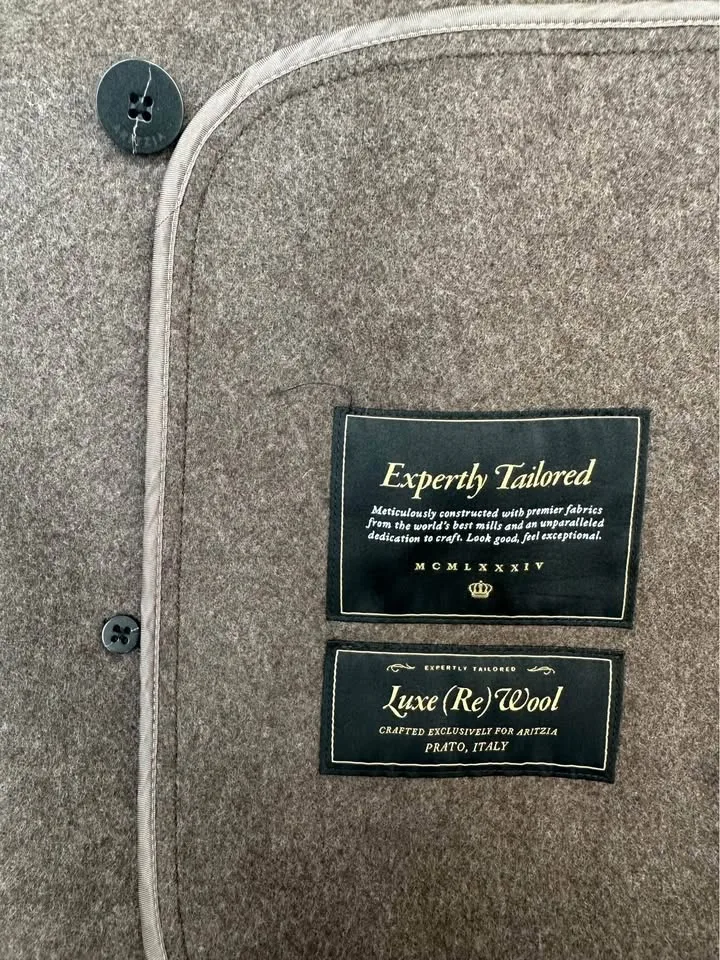 ARITZIA
Expertly Tailored
Meticulously constructed with premier fabrics
from the world's best mills and an unparalleled
dedication to craft. Look good, feel exceptional.
MCMLXXXIV
EXPERTLY TAILORED
Luxe (Re) Wool
CRAFTED EXCLUSIVELY FOR ARITZIA
PRATO, ITALY